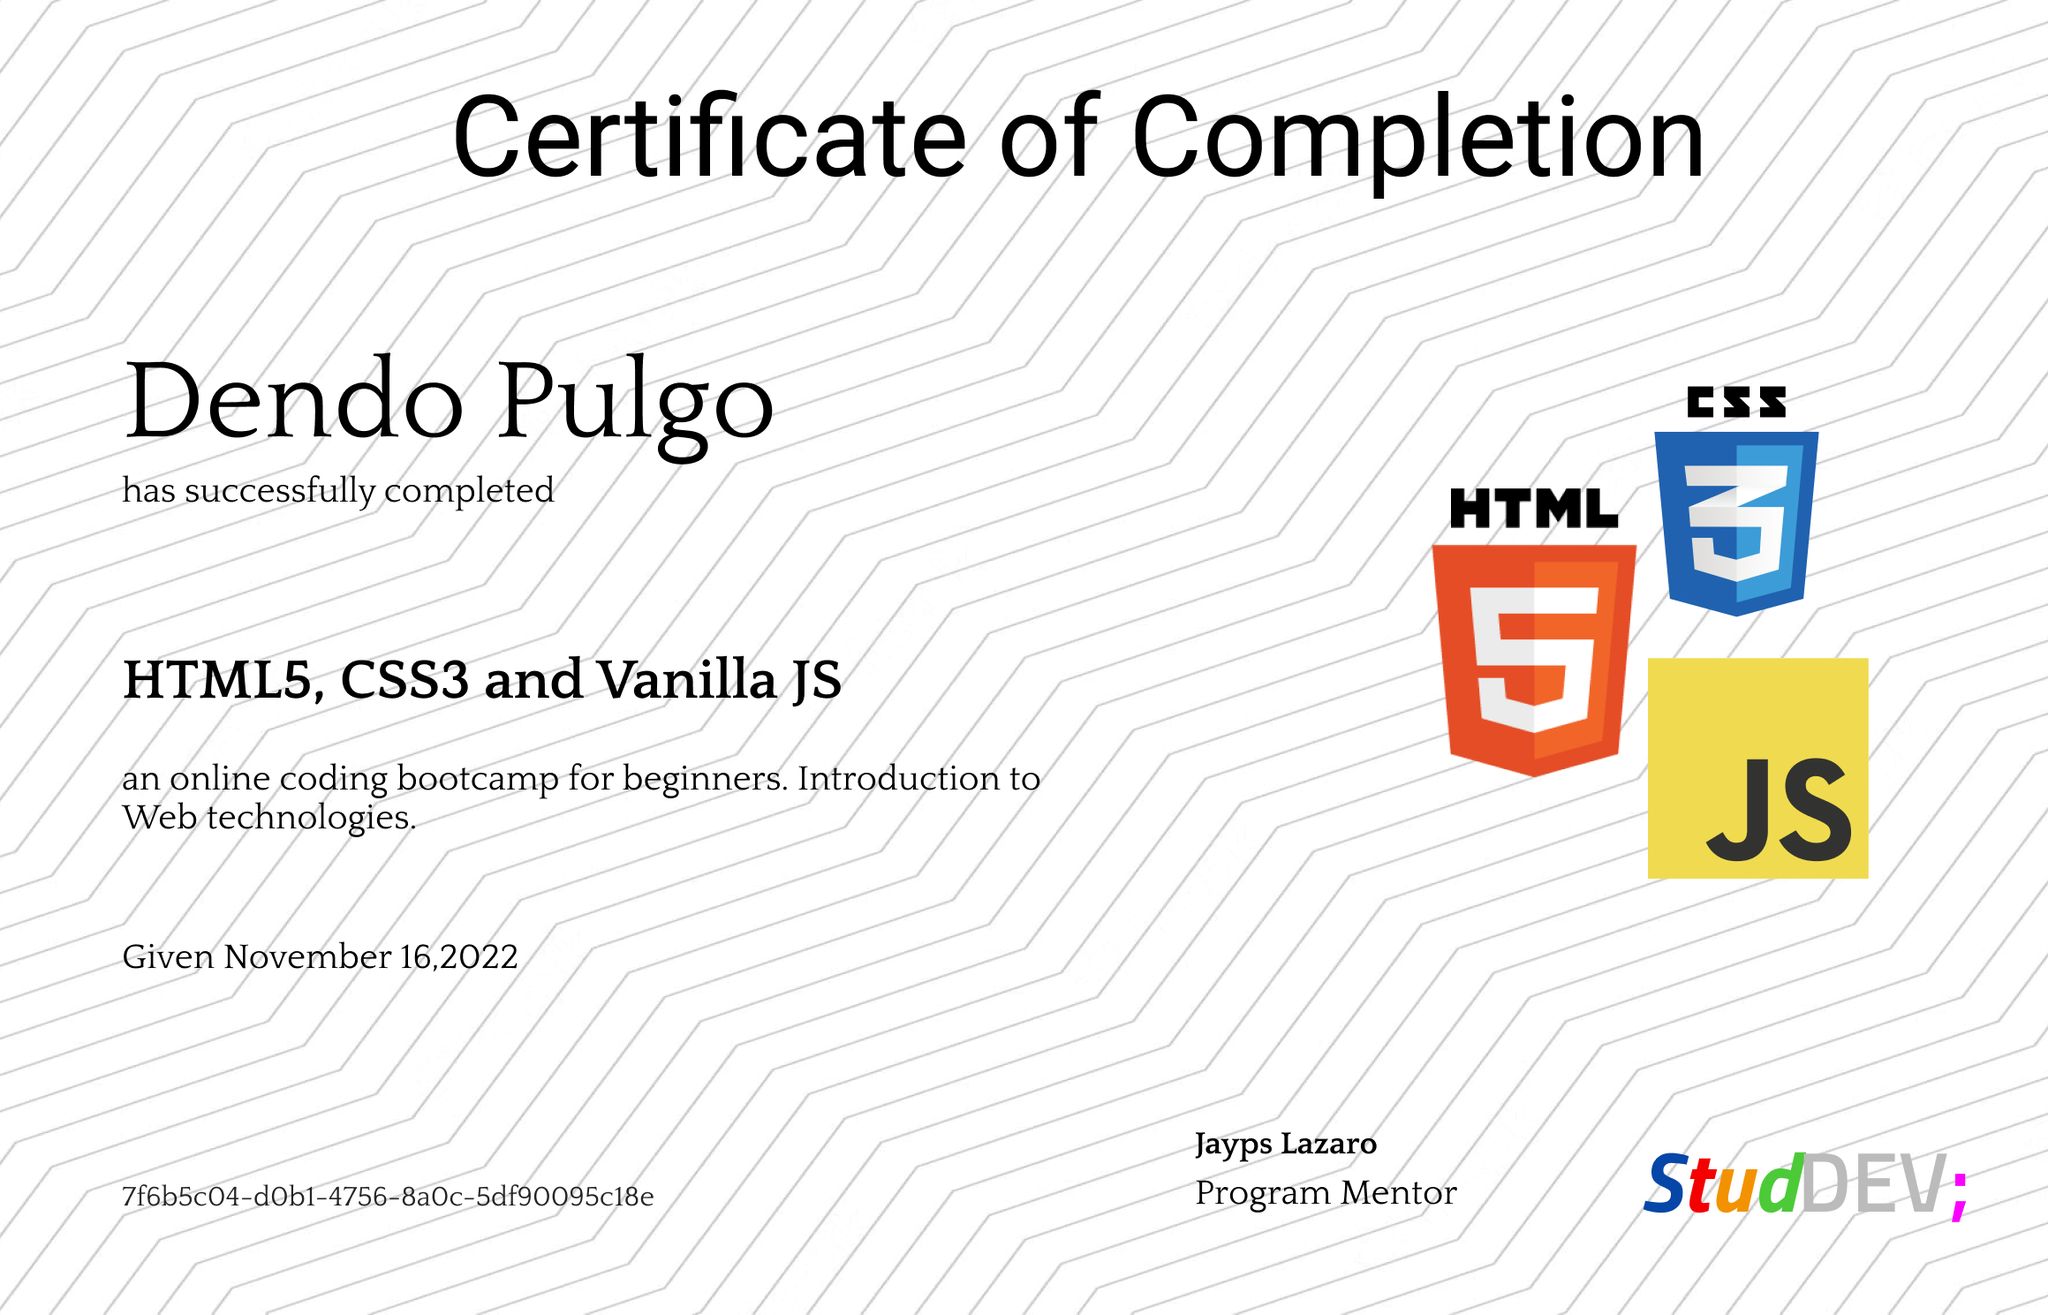 Certificate of Completion
Dendo Pulgo
has successfully completed
HTML5, CSS3 and Vanilla JS
an online coding bootcamp for beginners. Introduction to
Web technologies.
Given November 16,2022
CSS
3
HTML
5
JS
Jayps Lazaro
Program Mentor
7f6b5c04-d0b1-4756-8a0c-5df90095c18e
StudDEV;